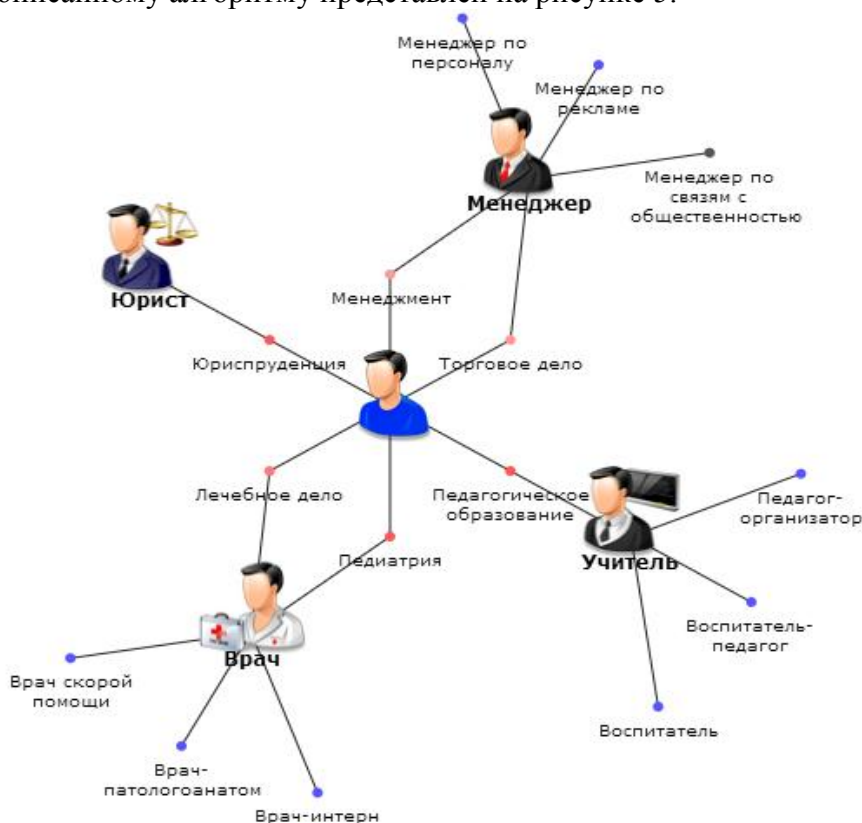 описанному алгоритму представлен на рисунке 3.
Менеджер по
персоналу
Менеджер по
рекламе
Менеджер по
связям с
общественностью
Менеджер
Юрист
Менеджмент
Юриспруденция
Торговое дело
Лечебное дело
Педагогическое
образование
Педагог-
организатор
Педиатрия
Учитель
Воспитатель-
педагог
Врач
Врач скорой
помощи
Воспитатель
Врач-
патологоанатом
Врач-интерн